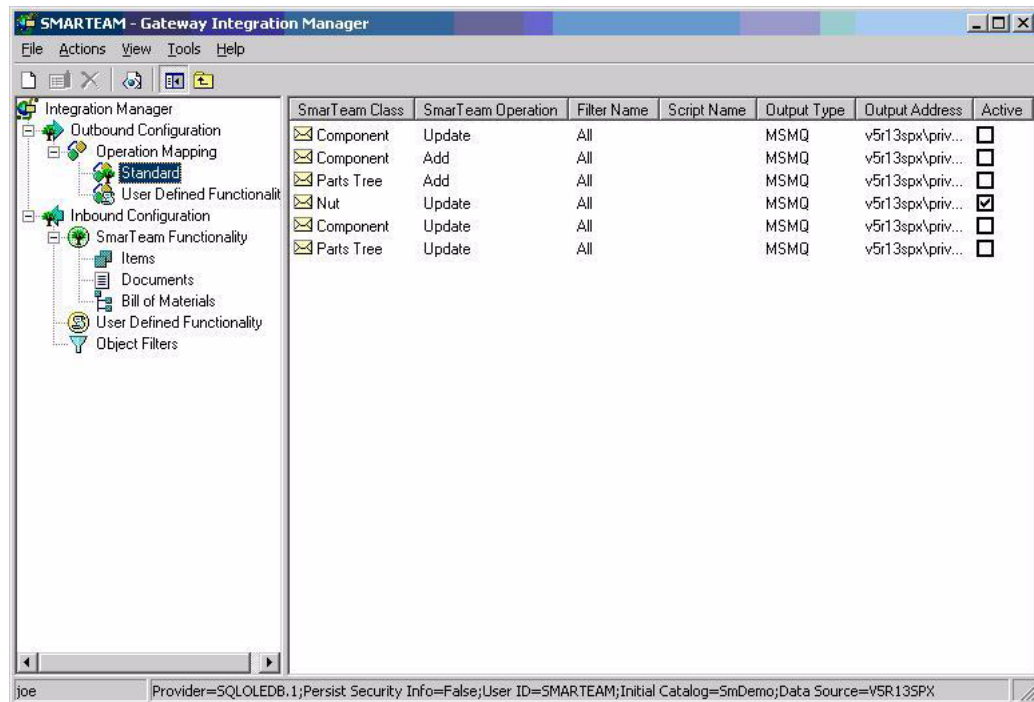 SMARTEAM - Gateway Integration Manager
File Actions View Tools Help
Integration Manager
Outbound Configuration
Operation Mapping
Standard
User Defined Functionalit
Inbound Configuration
SmarTeam Functionality
Items
Documents
Bill of Materials
User Defined Functionality
Object Filters
SmarTeam Class SmarTeam Operation Filter Name Script Name Output Type Output Address Active
Component Update All MSMQ v5r13spx\priv...
Component Add All MSMQ v5r13spx\priv...
Parts Tree Add All MSMQ v5r13spx\priv...
Nut Update All MSMQ v5r13spx\priv...
Component Update All MSMQ v5r13spx\priv...
Parts Tree Update All MSMQ v5r13spx\priv...
joe Provider=SQLOLEDB.1;Persist Security Info=False;User ID=SMARTEAM;Initial Catalog=SmDemo;Data Source=V5R13SPX